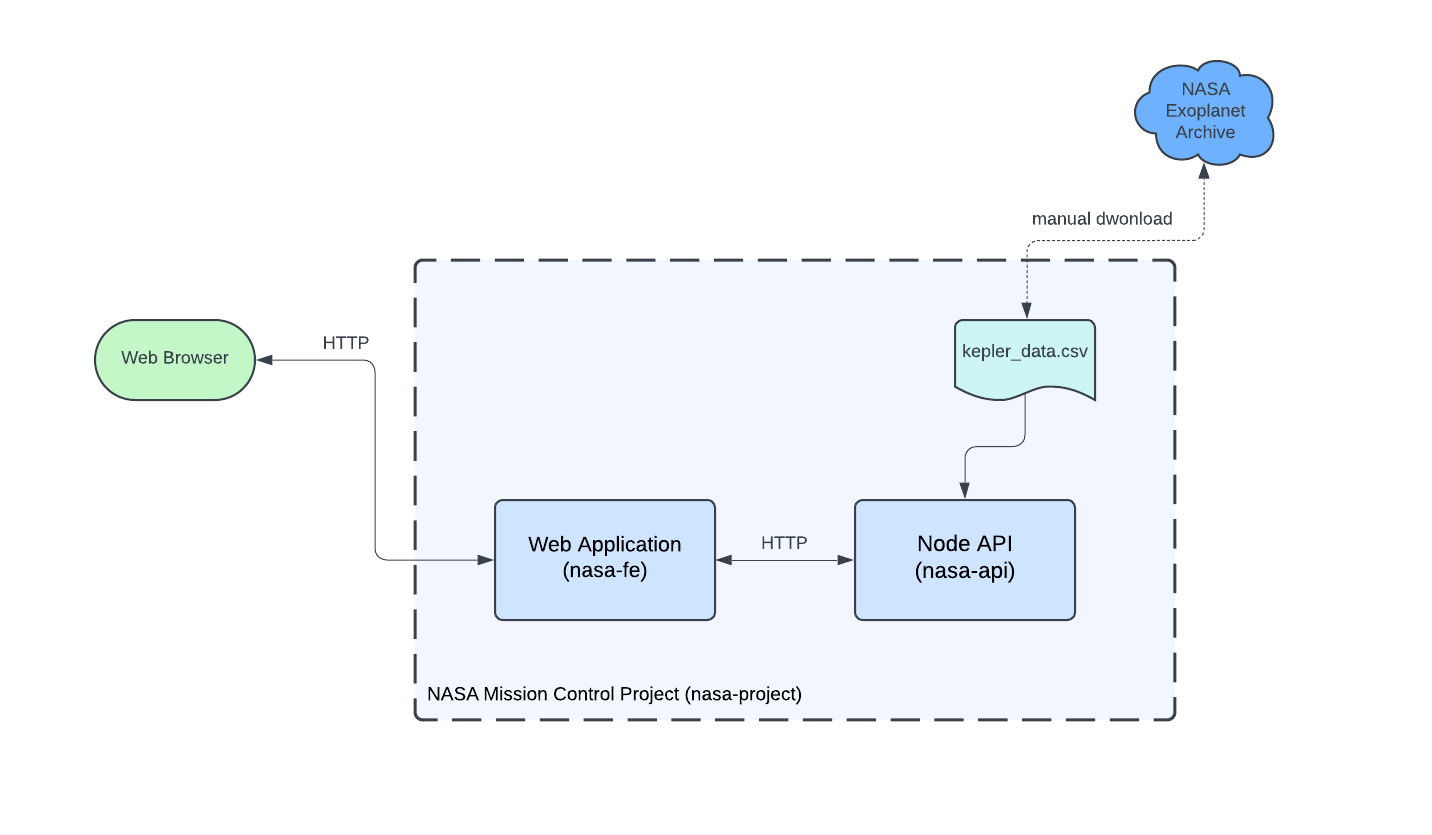 NASA
Exoplanet
Archive
manual dwonload
HTTP
Web Browser
kepler_data.csv
Web Application
(nasa-fe)
HTTP
Node API
(nasa-api)
NASA Mission Control Project (nasa-project)